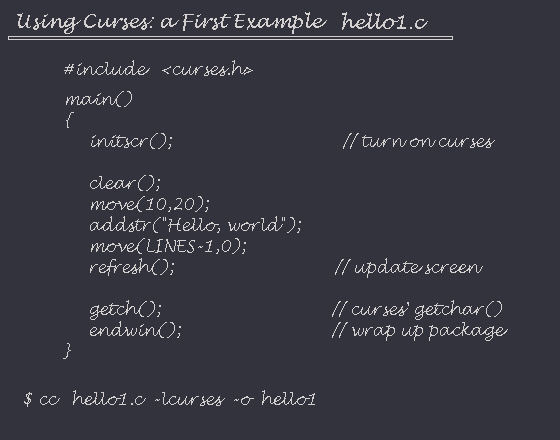 Using Curses: a First Example hello1.c
#include <curses.h>
main()
{
initscr(); // turn on curses
clear();
move(10,20);
addstr("Hello, world");
move(LINES-1,0);
refresh(); // update screen
getch(); // curses' getchar()
endwin(); // wrap up package
}
$ cc hello1.c -lcurses -o hello1